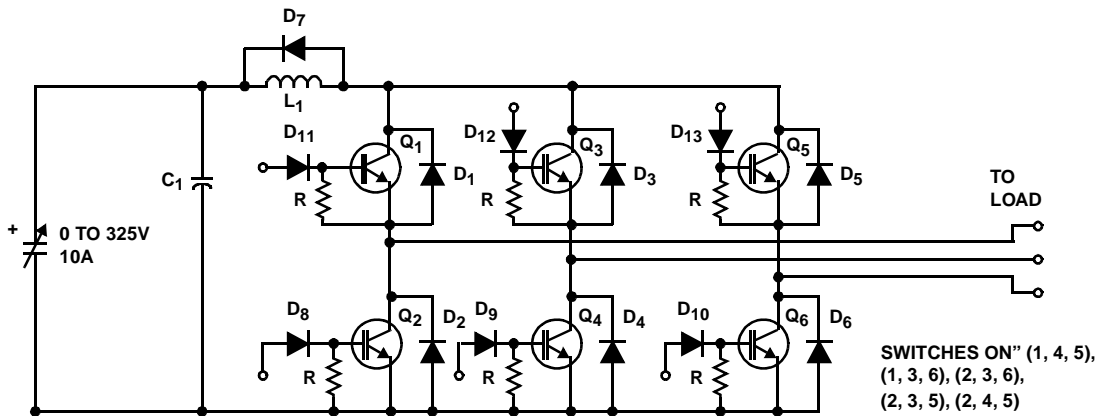 D7
L1
D11
Q1
D12
Q3
D13
Q5
C1
R
D1
R
D3
R
D5
TO
LOAD
+
0 TO 325V
10A
D8
Q2
D2
D9
Q4
D4
D10
Q6
D6
R
R
R
SWITCHES ON” (1, 4, 5),
(1, 3, 6), (2, 3, 6),
(2, 3, 5), (2, 4, 5)